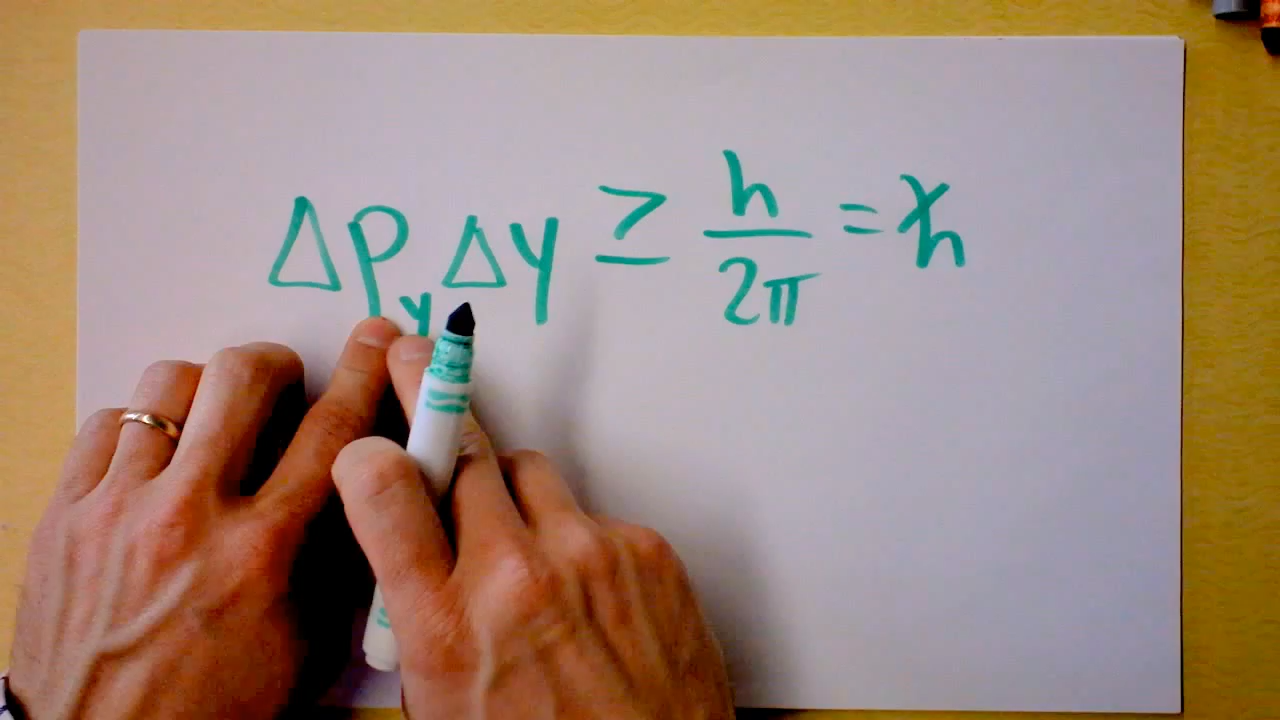 Δp_y Δy ≥ h/2π = ħ